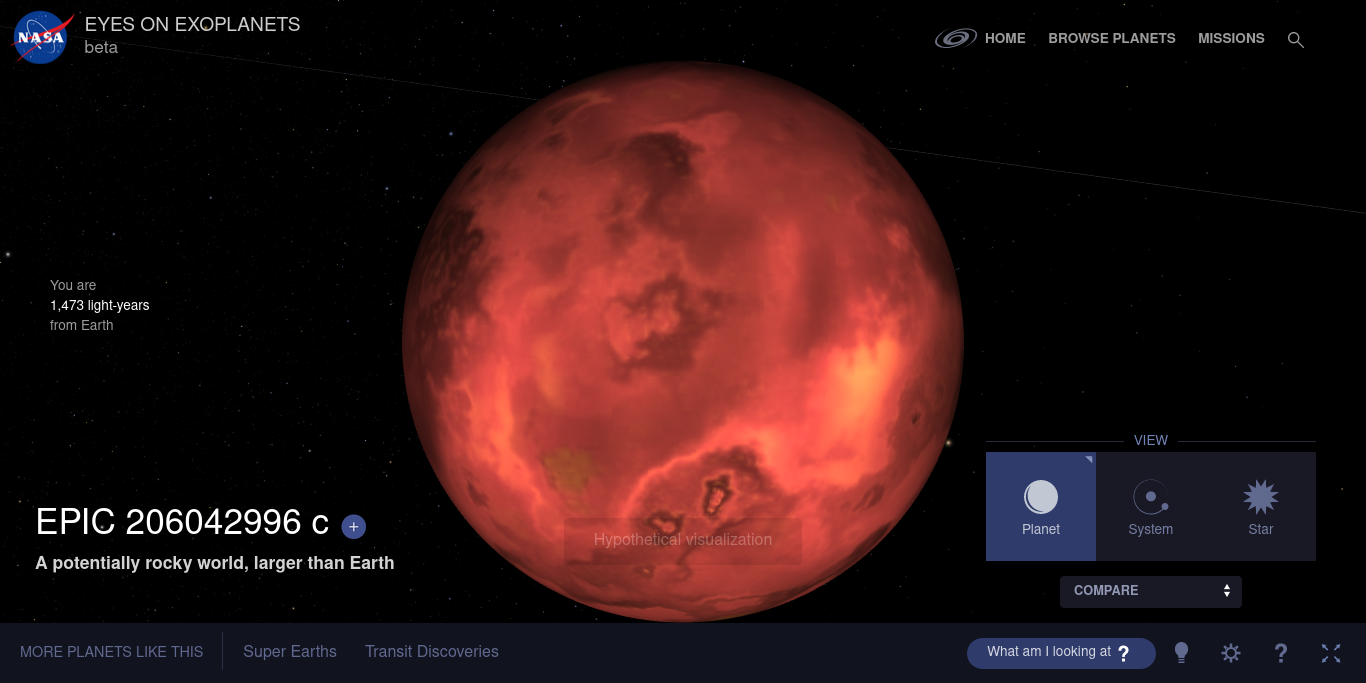 NASA
EYES ON EXOPLANETS
beta
HOME
BROWSE PLANETS
MISSIONS
You are
1,473 light-years
from Earth
EPIC 206042996 c +
A potentially rocky world, larger than Earth
Hypothetical visualization
VIEW
Planet
System
Star
COMPARE
MORE PLANETS LIKE THIS
Super Earths
Transit Discoveries
What am I looking at ?
?